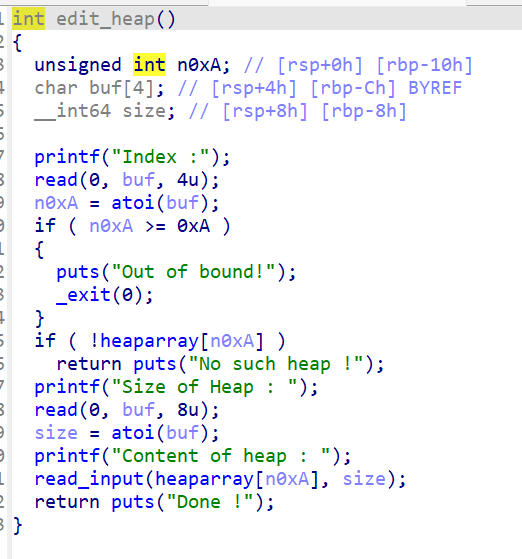 int edit_heap()
{
  unsigned int n0xA; // [rsp+0h] [rbp-10h]
  char buf[4]; // [rsp+4h] [rbp-Ch] BYREF
  __int64 size; // [rsp+8h] [rbp-8h]

  printf("Index :");
  read(0, buf, 4u);
  n0xA = atoi(buf);
  if ( n0xA >= 0xA )
  {
    puts("Out of bound!");
    _exit(0);
  }
  if ( !heaparray[n0xA] )
    return puts("No such heap !");
  printf("Size of Heap : ");
  read(0, buf, 8u);
  size = atoi(buf);
  printf("Content of heap : ");
  read_input(heaparray[n0xA], size);
  return puts("Done !");
}